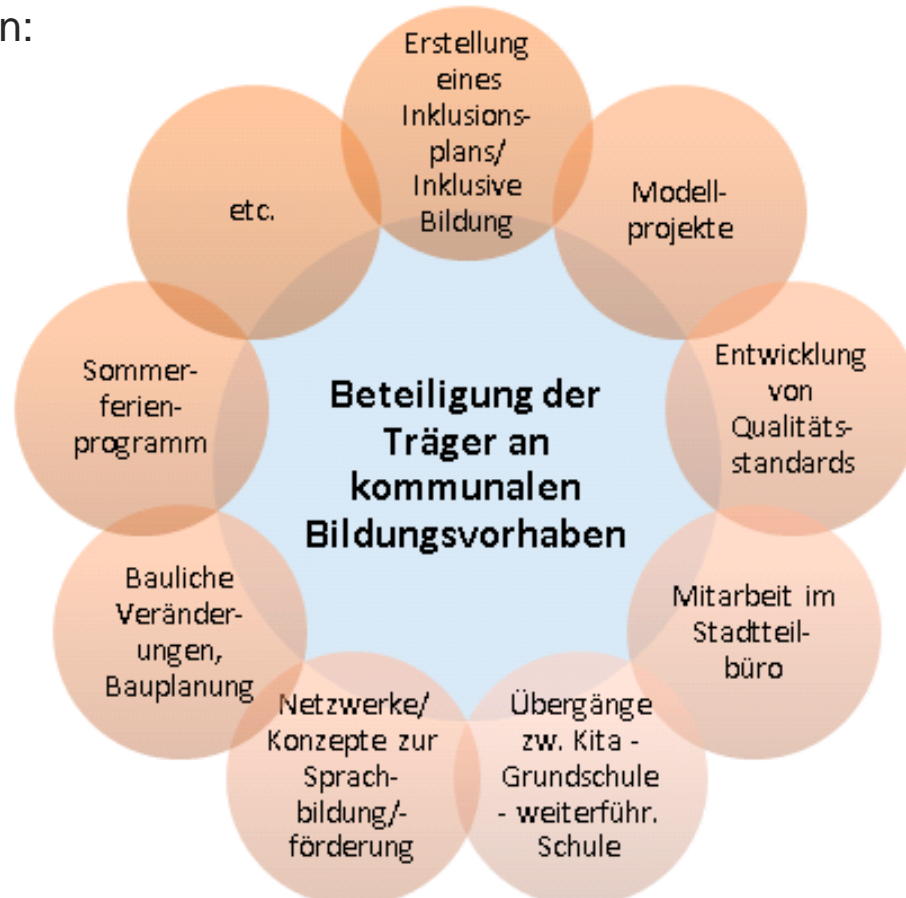 n:
Erstellung
eines
Inklusions-
plans/
Inklusive
Bildung
Modell-
projekte
Entwicklung
von
Qualitäts-
standards
Mitarbeit im
Stadtteil-
büro
Übergänge
zw. Kita -
Grundschule
- weiterführ.
Schule
Netzwerke/
Konzepte zur
Sprach-
bildung/-
förderung
Bauliche
Veränder-
ungen,
Bauplanung
Sommer-
ferien-
programm
etc.
Beteiligung der
Träger an
kommunalen
Bildungsvorhaben